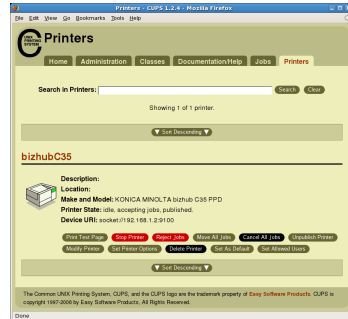 Printers - CUPS 1.2.4 - Mozilla Firefox
File Edit View Go Bookmarks Tools Help
UNIX PRINTING SYSTEM
Printers
Home Administration Classes Documentation/Help Jobs Printers
Search in Printers: Search Clear
Showing 1 of 1 printer.
▼ Sort Descending ▼
bizhubC35
Description:
Location:
Make and Model: KONICA MINOLTA bizhub C35 PPD
Printer State: idle, accepting jobs, published.
Device URI: socket://192.168.1.2:9100
Print Test Page Stop Printer Reject Jobs Move All Jobs Cancel All Jobs Unpublish Printer
Modify Printer Set Printer Options Delete Printer Set As Default Set Allowed Users
▼ Sort Descending ▼
The Common UNIX Printing System, CUPS, and the CUPS logo are the trademark property of Easy Software Products. CUPS is
copyright 1997-2006 by Easy Software Products, All Rights Reserved.
Done